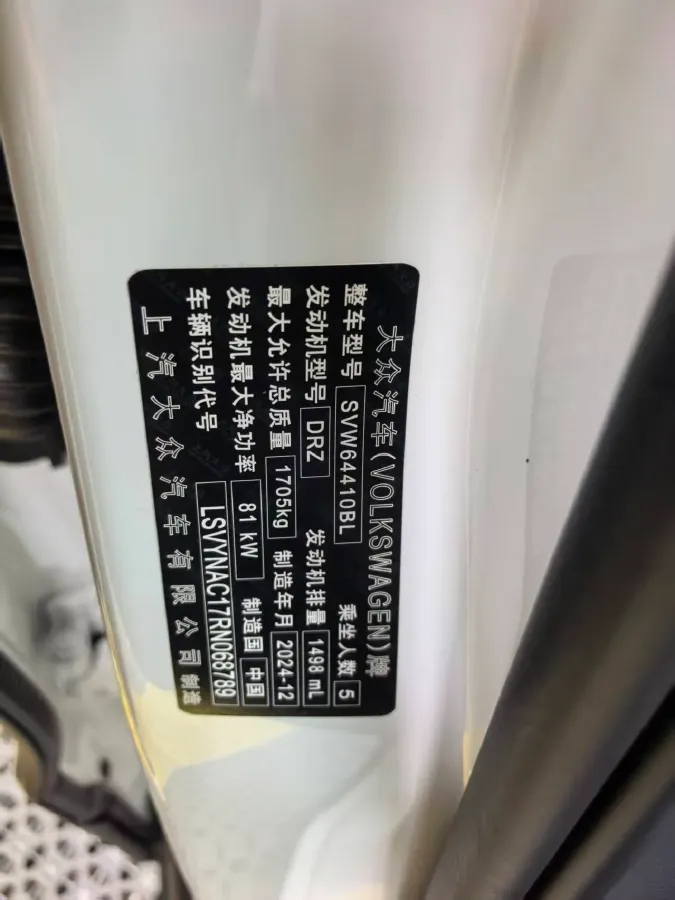 大众汽车(VOLKSWAGEN)牌
整车型号 SVW64410BL 乘坐人数 5
发动机型号 DRZ 发动机排量 1498 mL
最大允许总质量 1705kg 制造年月 2024-12
发动机最大净功率 81 kW 制造国 中国
车辆识别代号 LSVYNAC17RN068789
上汽大众汽车有限公司制造